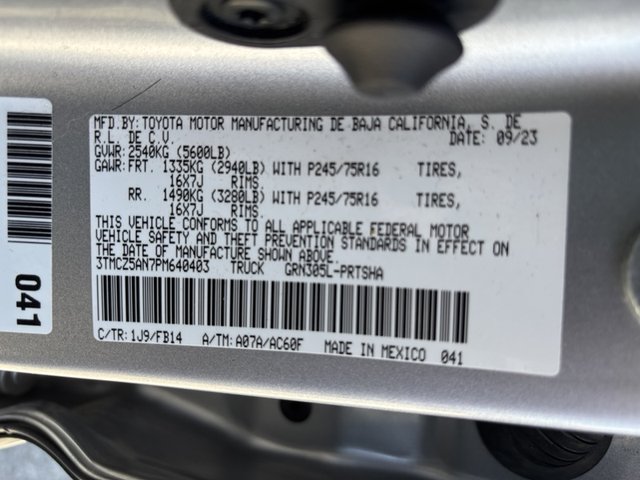 MFD.BY:TOYOTA MOTOR MANUFACTURING DE BAJA CALIFORNIA, S. DE
R.L. DE C.V.
DATE: 09/23
GVWR:2540KG (5600LB)
GAWR:FRT. 1335KG (2940LB) WITH P245/75R16 TIRES,
16X7J RIMS.
RR. 1490KG (3280LB) WITH P245/75R16 TIRES,
16X7J RIMS.
THIS VEHICLE CONFORMS TO ALL APPLICABLE FEDERAL MOTOR
VEHICLE SAFETY AND THEFT PREVENTION STANDARDS IN EFFECT ON
THE DATE OF MANUFACTURE SHOWN ABOVE.
3TMCZ5AN7PM640403 TRUCK GRN305L-PRTSHA
C/TR: 1J9/FB14 A/TM: A07A/AC60F MADE IN MEXICO 041
041